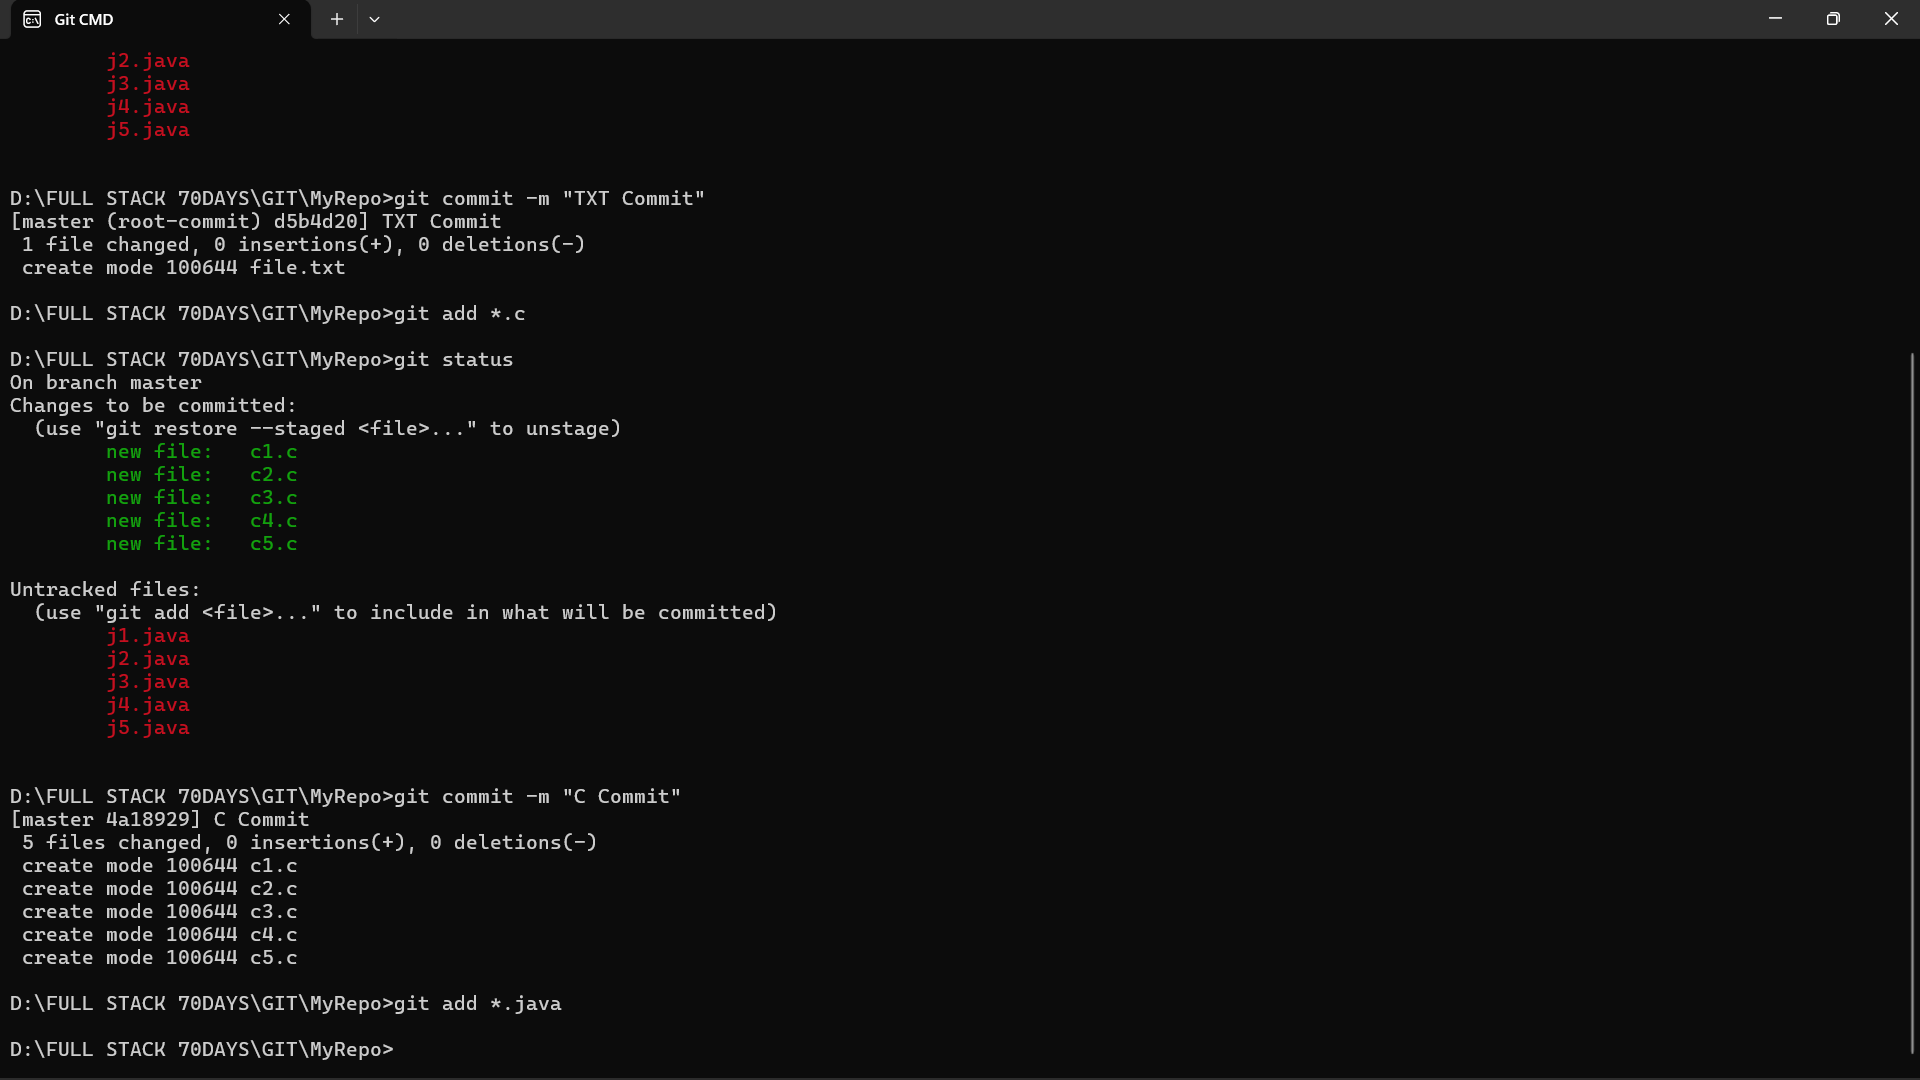 Git CMD
j2.java
j3.java
j4.java
j5.java
D:\FULL STACK 70DAYS\GIT\MyRepo>git commit -m "TXT Commit"
[master (root-commit) d5b4d20] TXT Commit
 1 file changed, 0 insertions(+), 0 deletions(-)
 create mode 100644 file.txt
D:\FULL STACK 70DAYS\GIT\MyRepo>git add *.c
D:\FULL STACK 70DAYS\GIT\MyRepo>git status
On branch master
Changes to be committed:
  (use "git restore --staged <file>..." to unstage)
        new file:   c1.c
        new file:   c2.c
        new file:   c3.c
        new file:   c4.c
        new file:   c5.c
Untracked files:
  (use "git add <file>..." to include in what will be committed)
        j1.java
        j2.java
        j3.java
        j4.java
        j5.java
D:\FULL STACK 70DAYS\GIT\MyRepo>git commit -m "C Commit"
[master 4a18929] C Commit
 5 files changed, 0 insertions(+), 0 deletions(-)
 create mode 100644 c1.c
 create mode 100644 c2.c
 create mode 100644 c3.c
 create mode 100644 c4.c
 create mode 100644 c5.c
D:\FULL STACK 70DAYS\GIT\MyRepo>git add *.java
D:\FULL STACK 70DAYS\GIT\MyRepo>